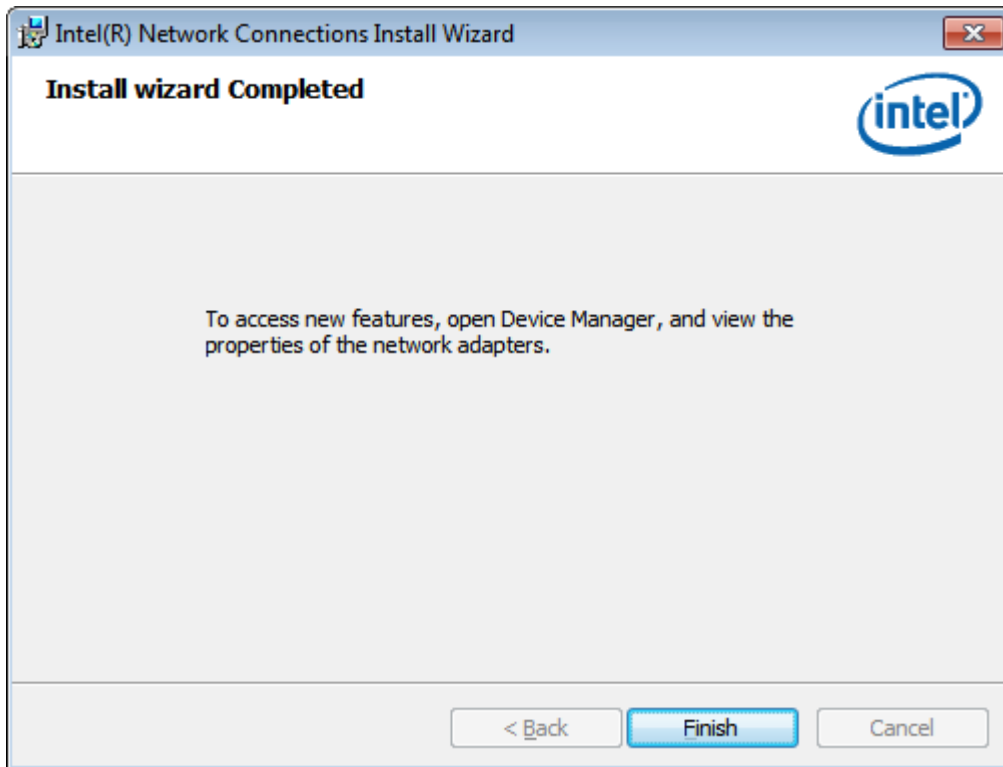 Intel(R) Network Connections Install Wizard
Install wizard Completed
intel
To access new features, open Device Manager, and view the
properties of the network adapters.
< Back
Finish
Cancel